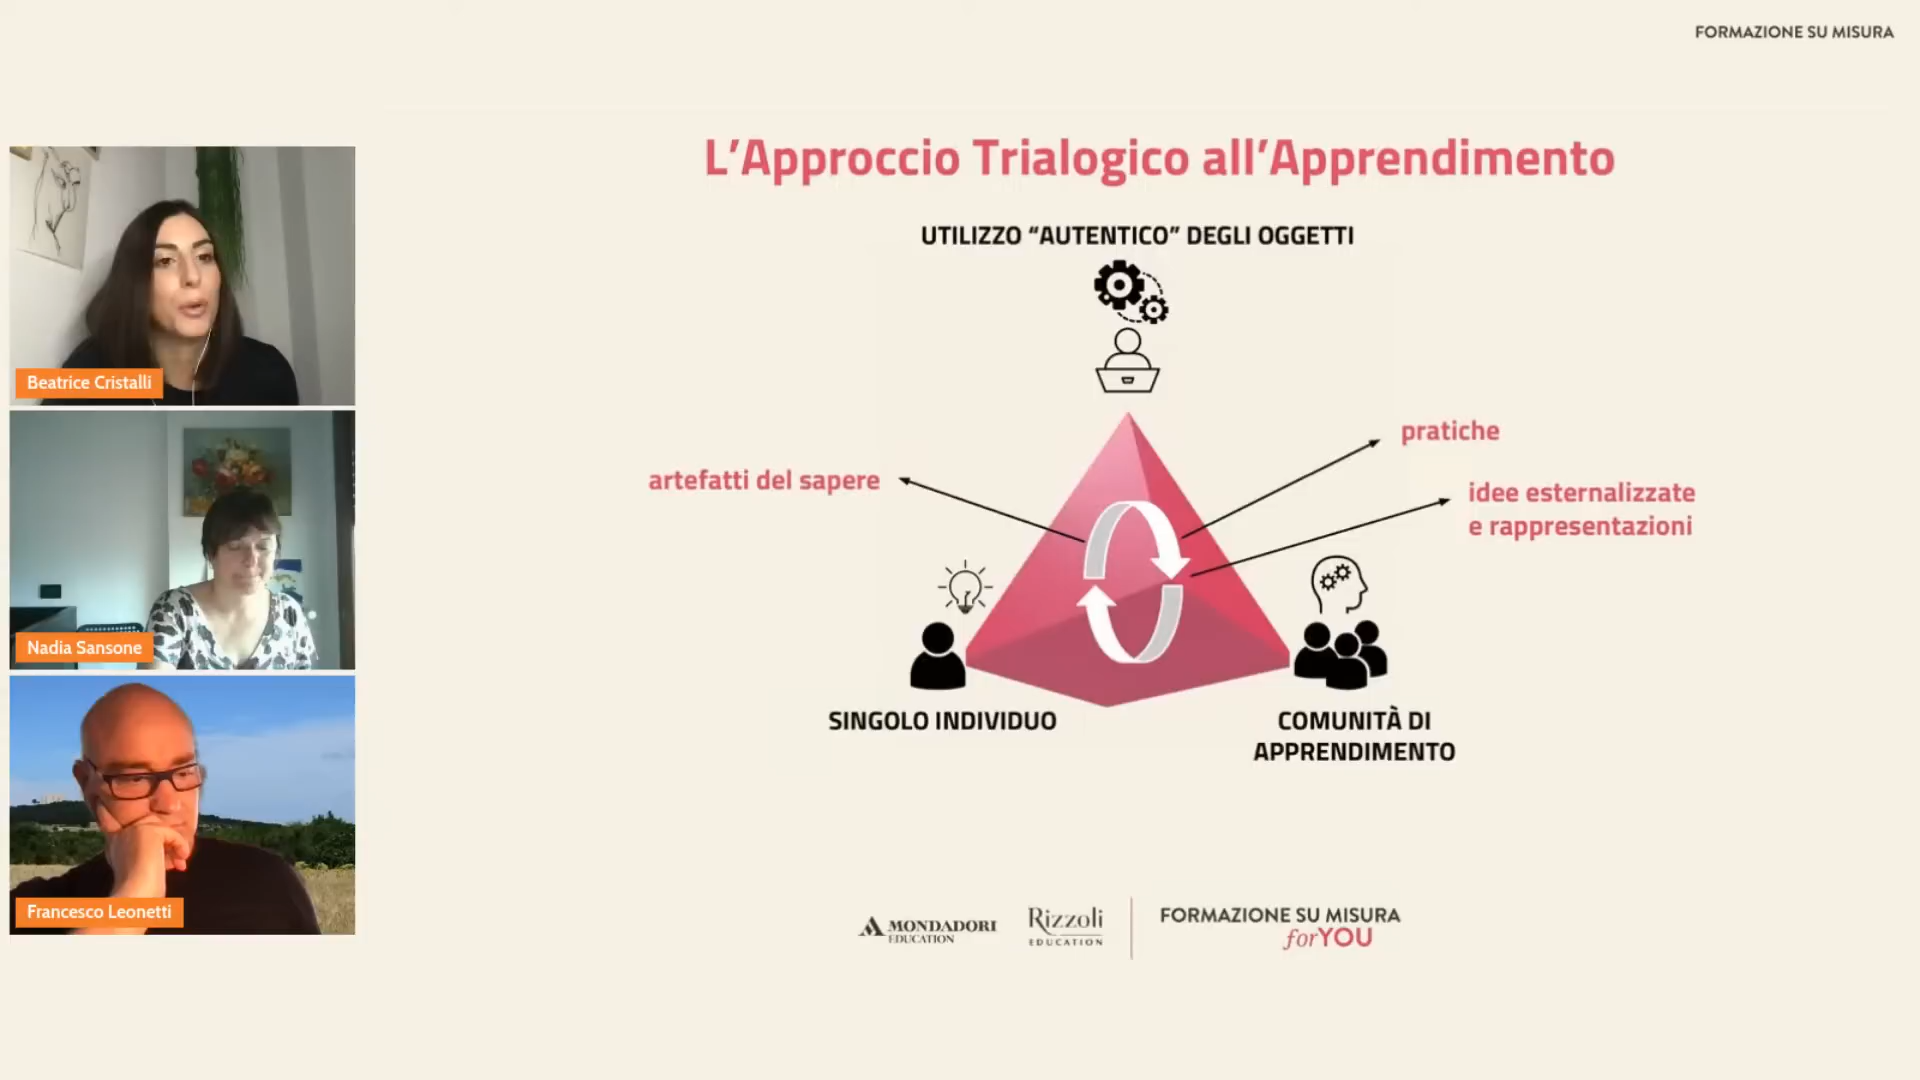 FORMAZIONE SU MISURA
L’Approccio Trialogico all’Apprendimento
UTILIZZO “AUTENTICO” DEGLI OGGETTI
pratiche
artefatti del sapere
idee esternalizzate
e rappresentazioni
SINGOLO INDIVIDUO
COMUNITÀ DI
APPRENDIMENTO
Beatrice Cristalli
Nadia Sansone
Francesco Leonetti
MONDADORI
EDUCATION
Rizzoli
EDUCATION
FORMAZIONE SU MISURA
forYOU